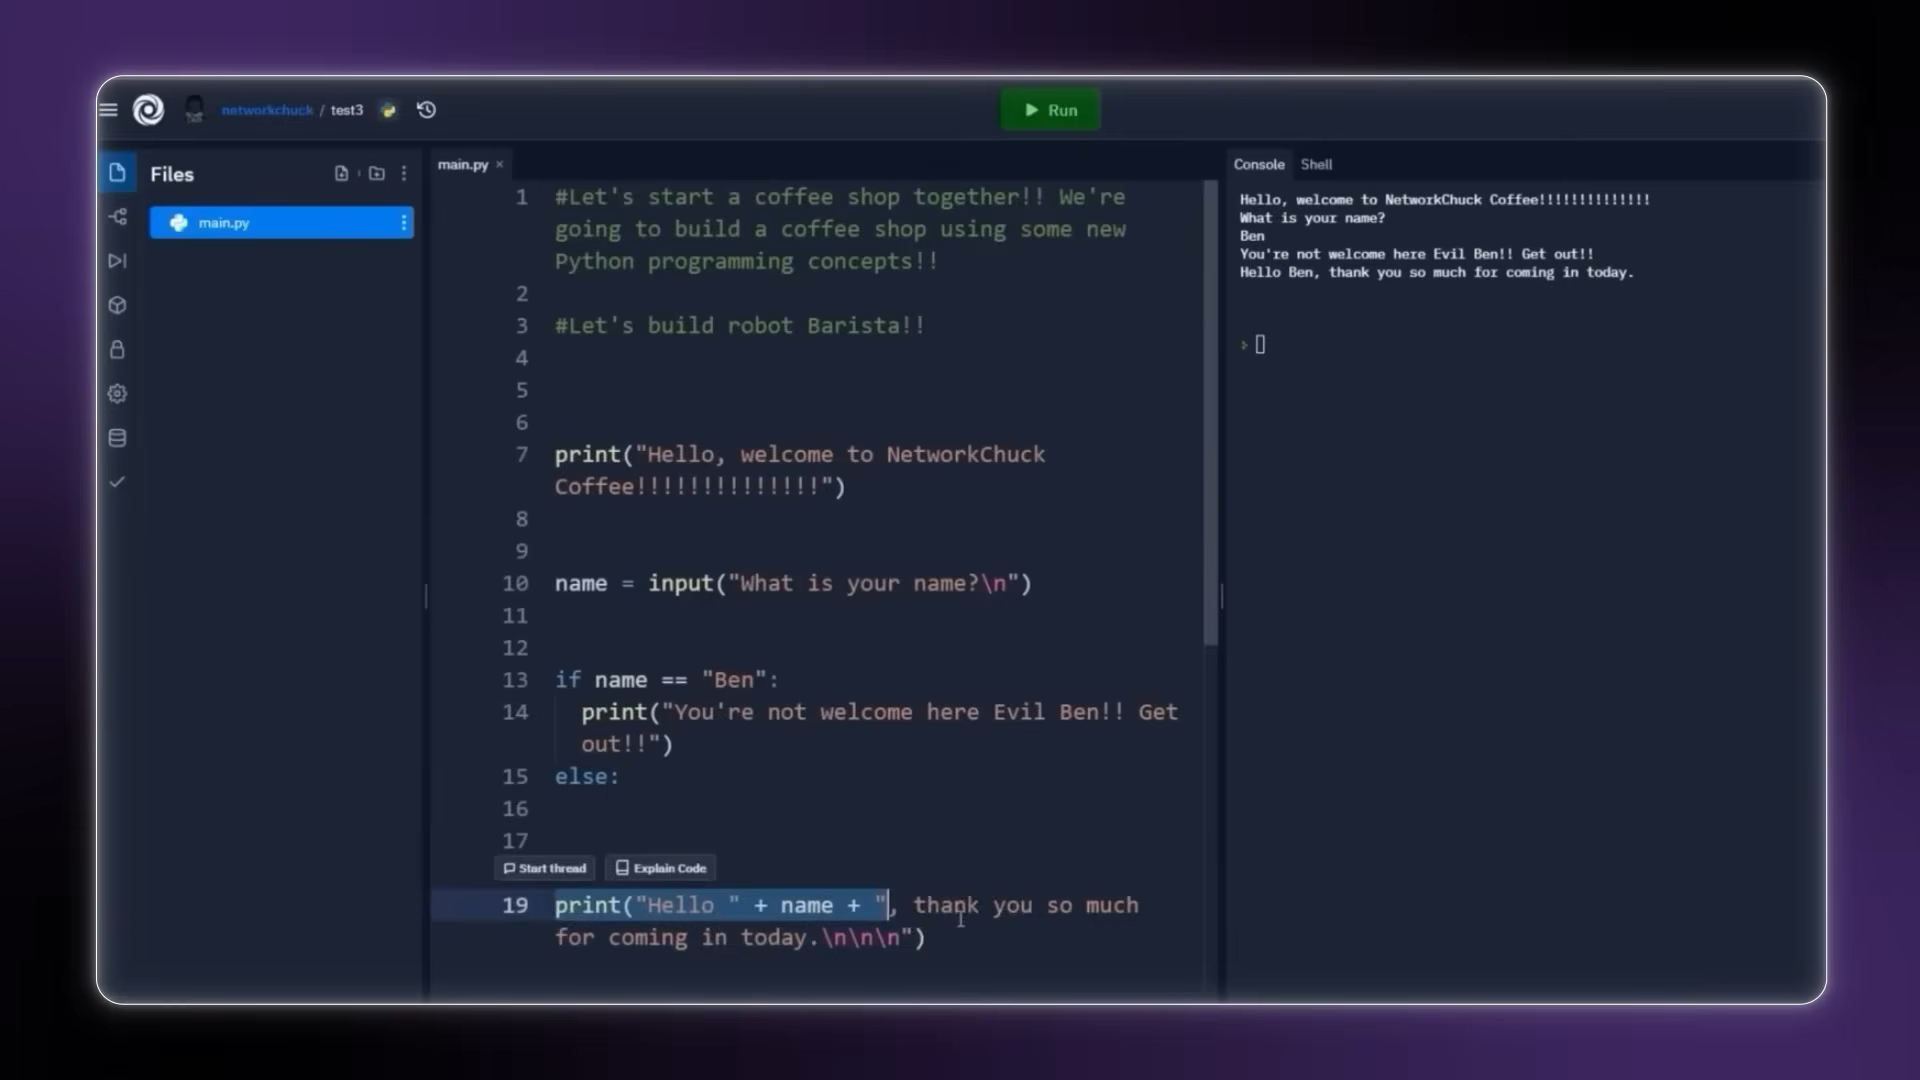 networkchuck / test3
Run
Files
main.py
main.py ×
1 #Let's start a coffee shop together!! We're
going to build a coffee shop using some new
Python programming concepts!!
2
3 #Let's build robot Barista!!
4
5
6
7 print("Hello, welcome to NetworkChuck
Coffee!!!!!!!!!!!!!!")
8
9
10 name = input("What is your name?\n")
11
12
13 if name == "Ben":
14 print("You're not welcome here Evil Ben!! Get
out!!")
15 else:
16
17
Start thread Explain Code
19 print("Hello " + name + ", thank you so much
for coming in today.\n\n\n")
Console Shell
Hello, welcome to NetworkChuck Coffee!!!!!!!!!!!!!!
What is your name?
Ben
You're not welcome here Evil Ben!! Get out!!
Hello Ben, thank you so much for coming in today.